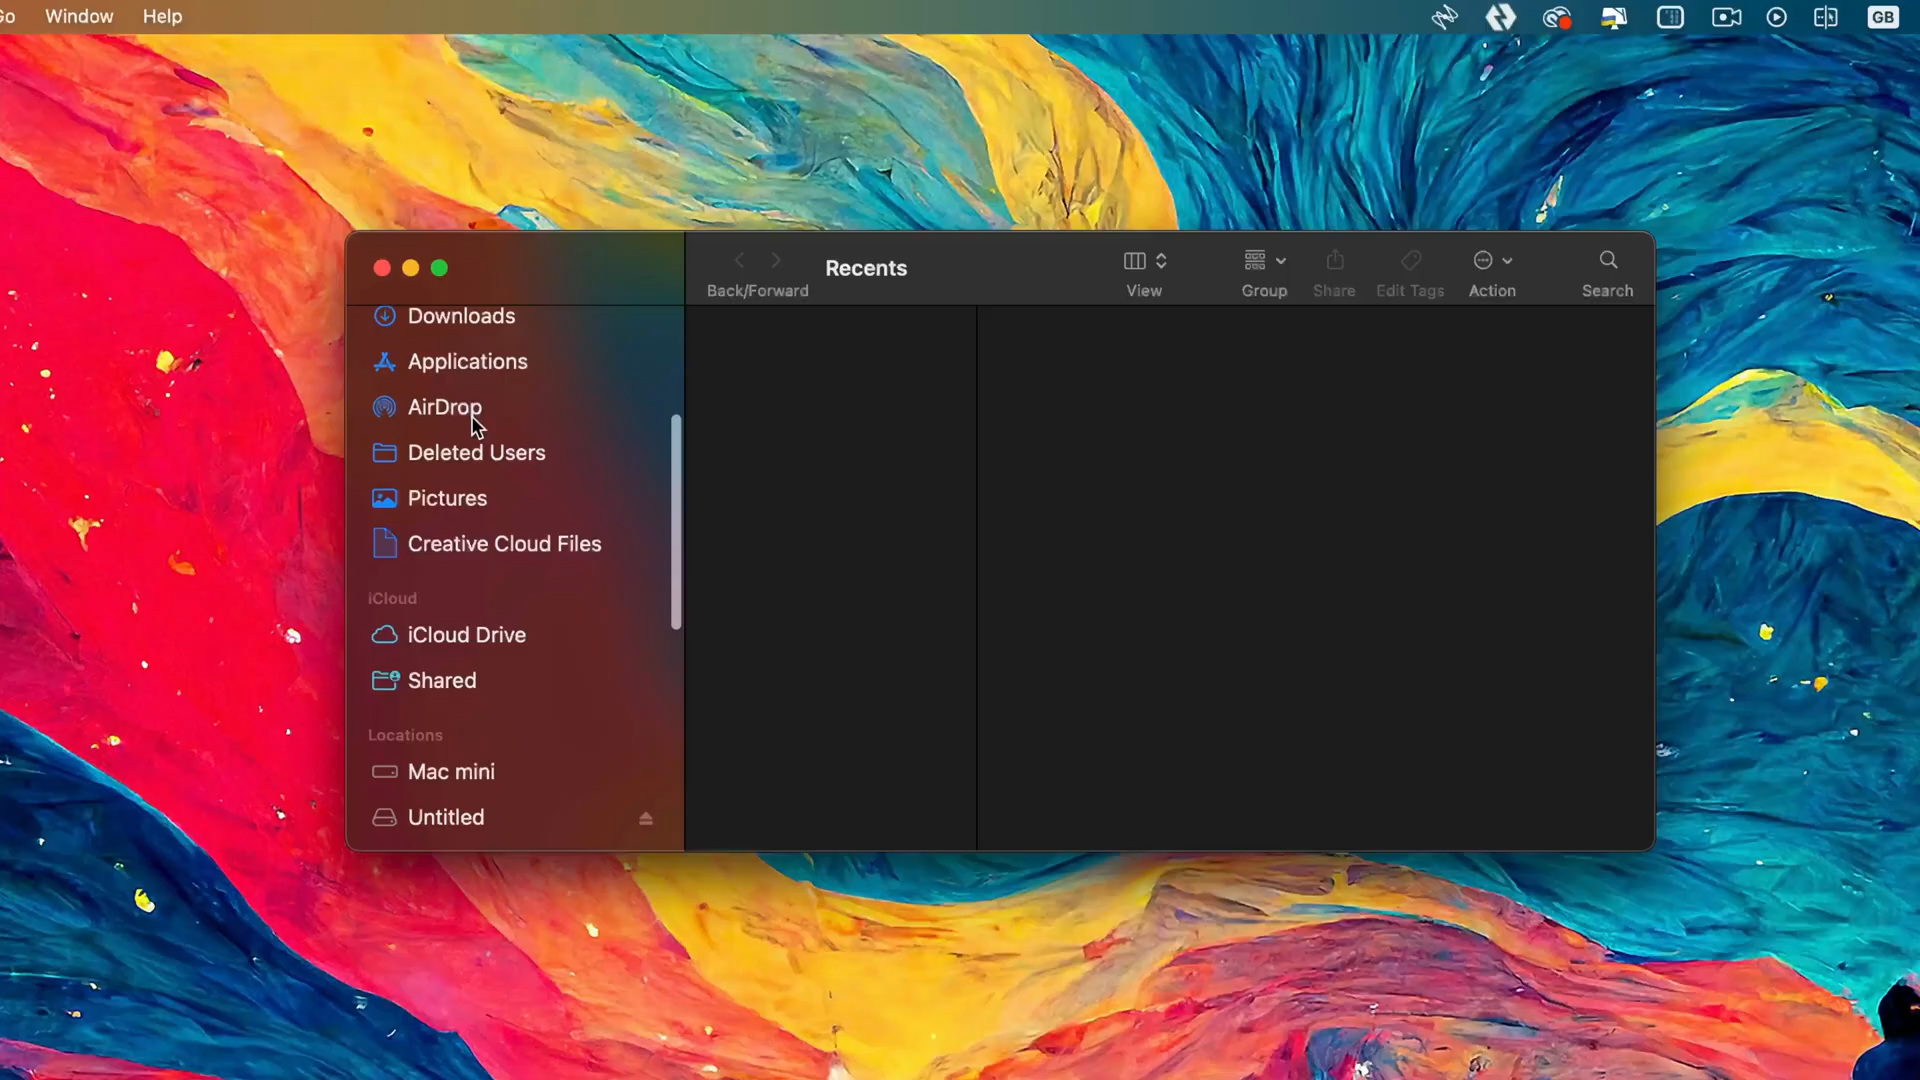 Go Window Help GB
Recents
Back/Forward View Group Share Edit Tags Action Search
Downloads
Applications
AirDrop
Deleted Users
Pictures
Creative Cloud Files
iCloud
iCloud Drive
Shared
Locations
Mac mini
Untitled